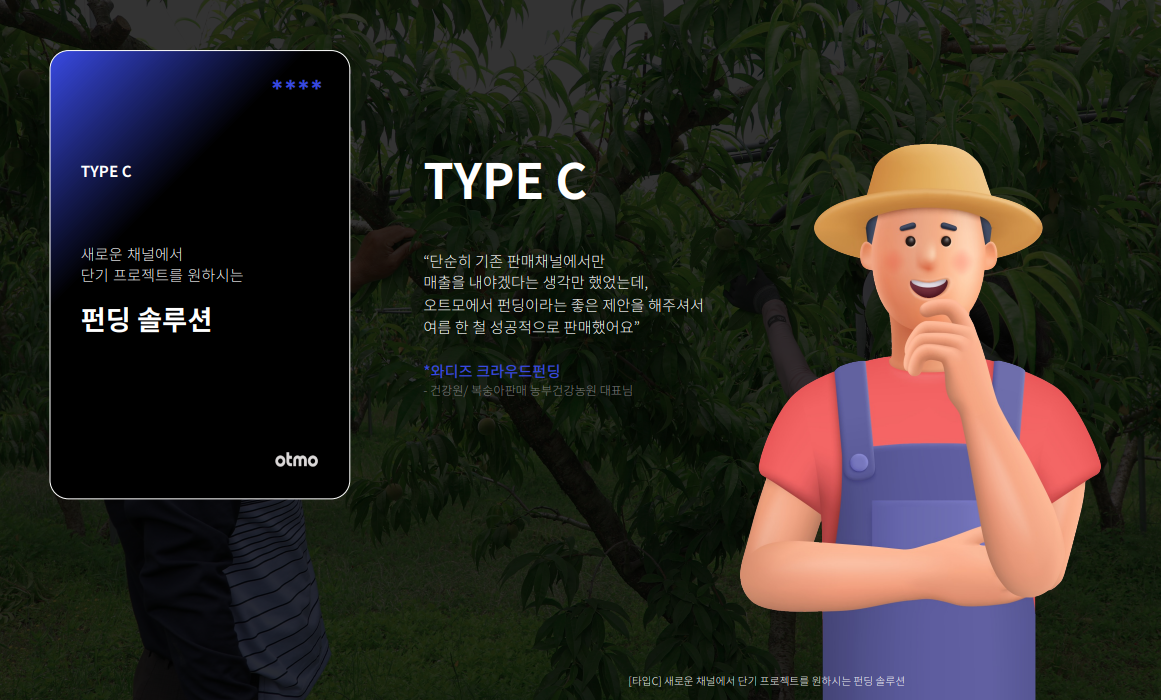 ****
TYPE C
새로운 채널에서
단기 프로젝트를 원하시는
펀딩 솔루션
otmo
TYPE C
“단순히 기존 판매채널에서만
매출을 내야겠다는 생각만 했었는데,
오트모에서 펀딩이라는 좋은 제안을 해주셔서
여름 한 철 성공적으로 판매했어요”
*와디즈 크라우드펀딩
- 건강원/ 복숭아판매 농부건강농원 대표님
[타입C] 새로운 채널에서 단기 프로젝트를 원하시는 펀딩 솔루션